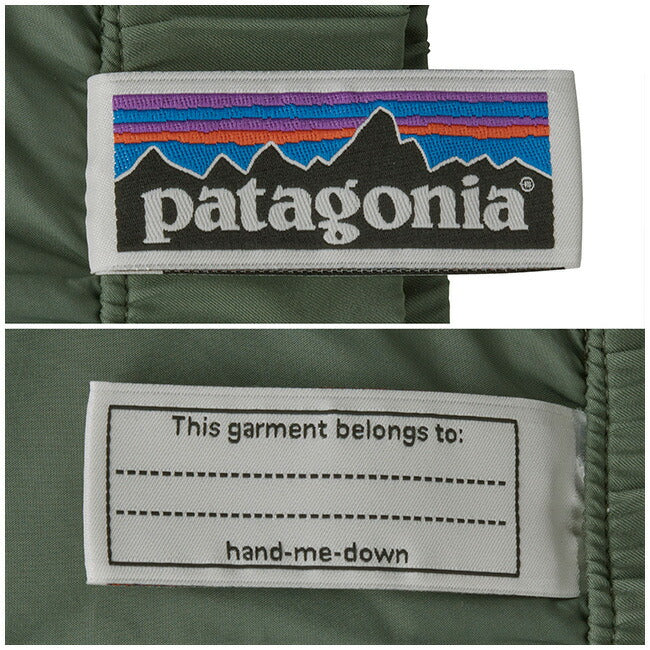 patagonia®
This garment belongs to:
hand-me-down